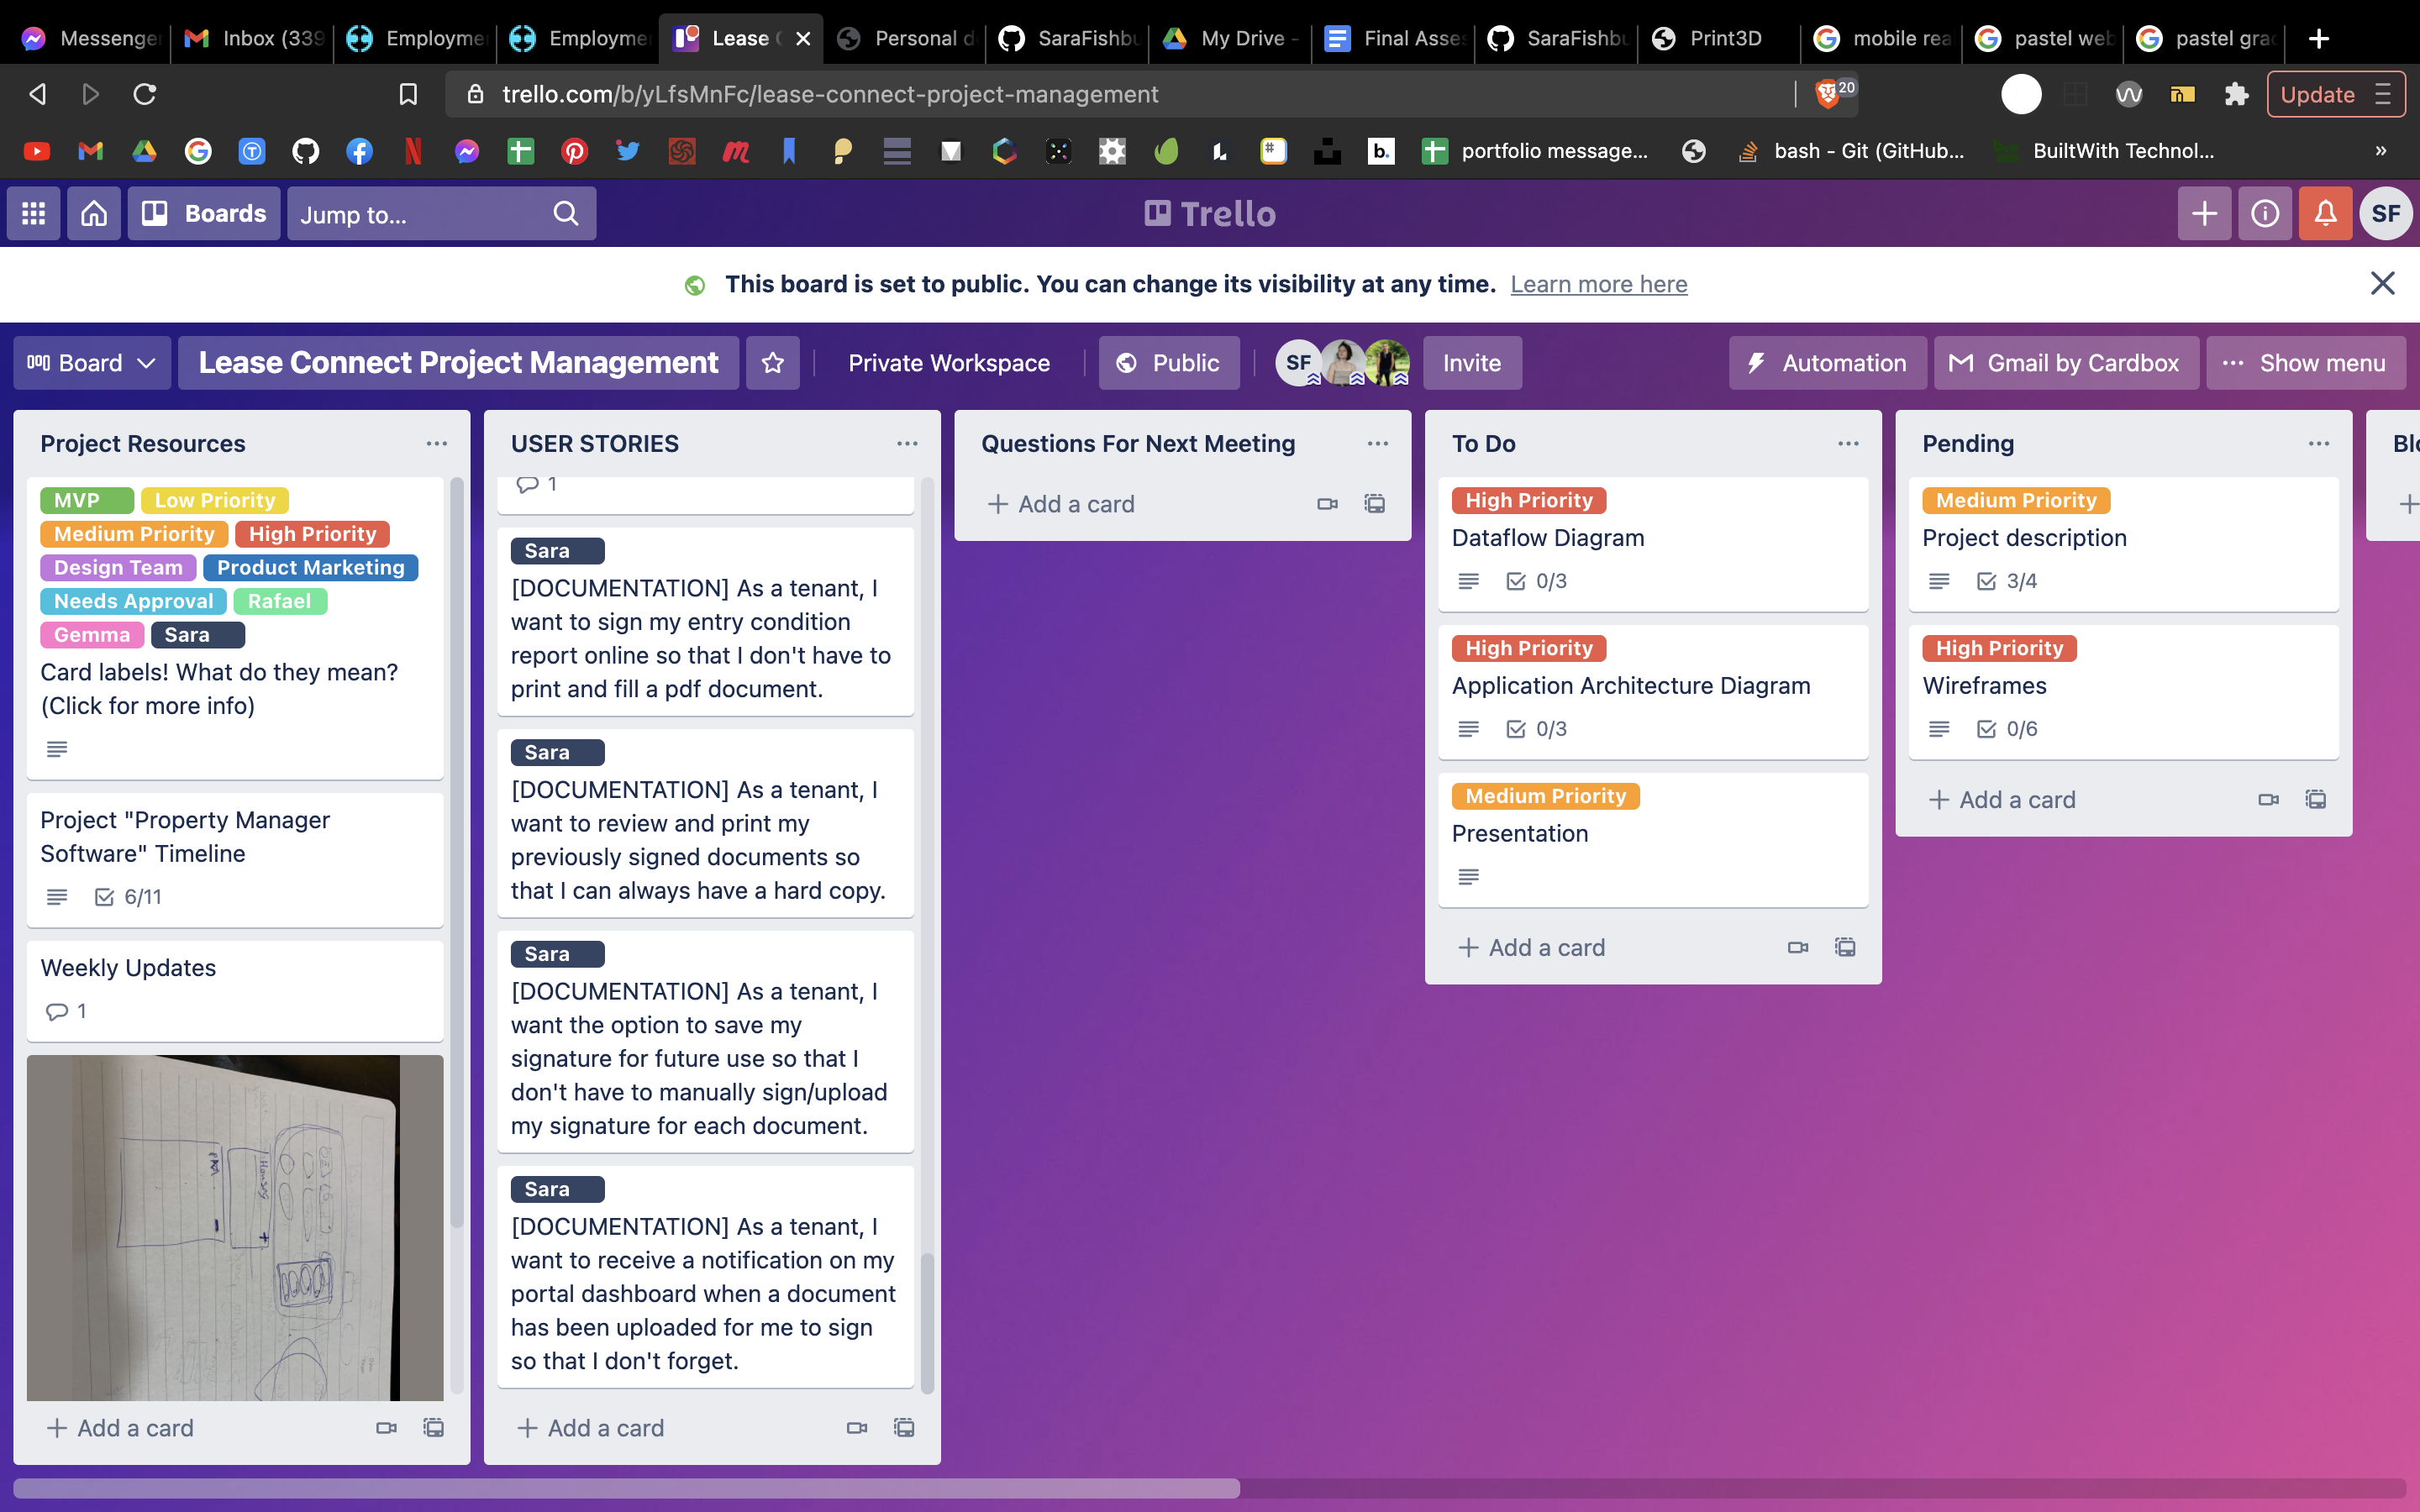 Messenger
Inbox (339
Employme
Employme
Lease C
Personal d
SaraFishbu
My Drive -
Final Asse
SaraFishbu
Print3D
mobile rea
pastel web
pastel grad
trello.com/b/yLfsMnFc/lease-connect-project-management
20
Update
portfolio message...
bash - Git (GitHub...
BuiltWith Technol...
»
Boards
Jump to...
Trello
SF
This board is set to public. You can change its visibility at any time. Learn more here
Board
Lease Connect Project Management
Private Workspace
Public
SF
Invite
Automation
Gmail by Cardbox
Show menu
Project Resources
MVP
Low Priority
Medium Priority
High Priority
Design Team
Product Marketing
Needs Approval
Rafael
Gemma
Sara
Card labels! What do they mean?
(Click for more info)
Project "Property Manager
Software" Timeline
6/11
Weekly Updates
1
Add a card
USER STORIES
1
Sara
[DOCUMENTATION] As a tenant, I
want to sign my entry condition
report online so that I don't have to
print and fill a pdf document.
Sara
[DOCUMENTATION] As a tenant, I
want to review and print my
previously signed documents so
that I can always have a hard copy.
Sara
[DOCUMENTATION] As a tenant, I
want the option to save my
signature for future use so that I
don't have to manually sign/upload
my signature for each document.
Sara
[DOCUMENTATION] As a tenant, I
want to receive a notification on my
portal dashboard when a document
has been uploaded for me to sign
so that I don't forget.
Add a card
Questions For Next Meeting
Add a card
To Do
High Priority
Dataflow Diagram
0/3
High Priority
Application Architecture Diagram
0/3
Medium Priority
Presentation
Add a card
Pending
Medium Priority
Project description
3/4
High Priority
Wireframes
0/6
Add a card
Blo